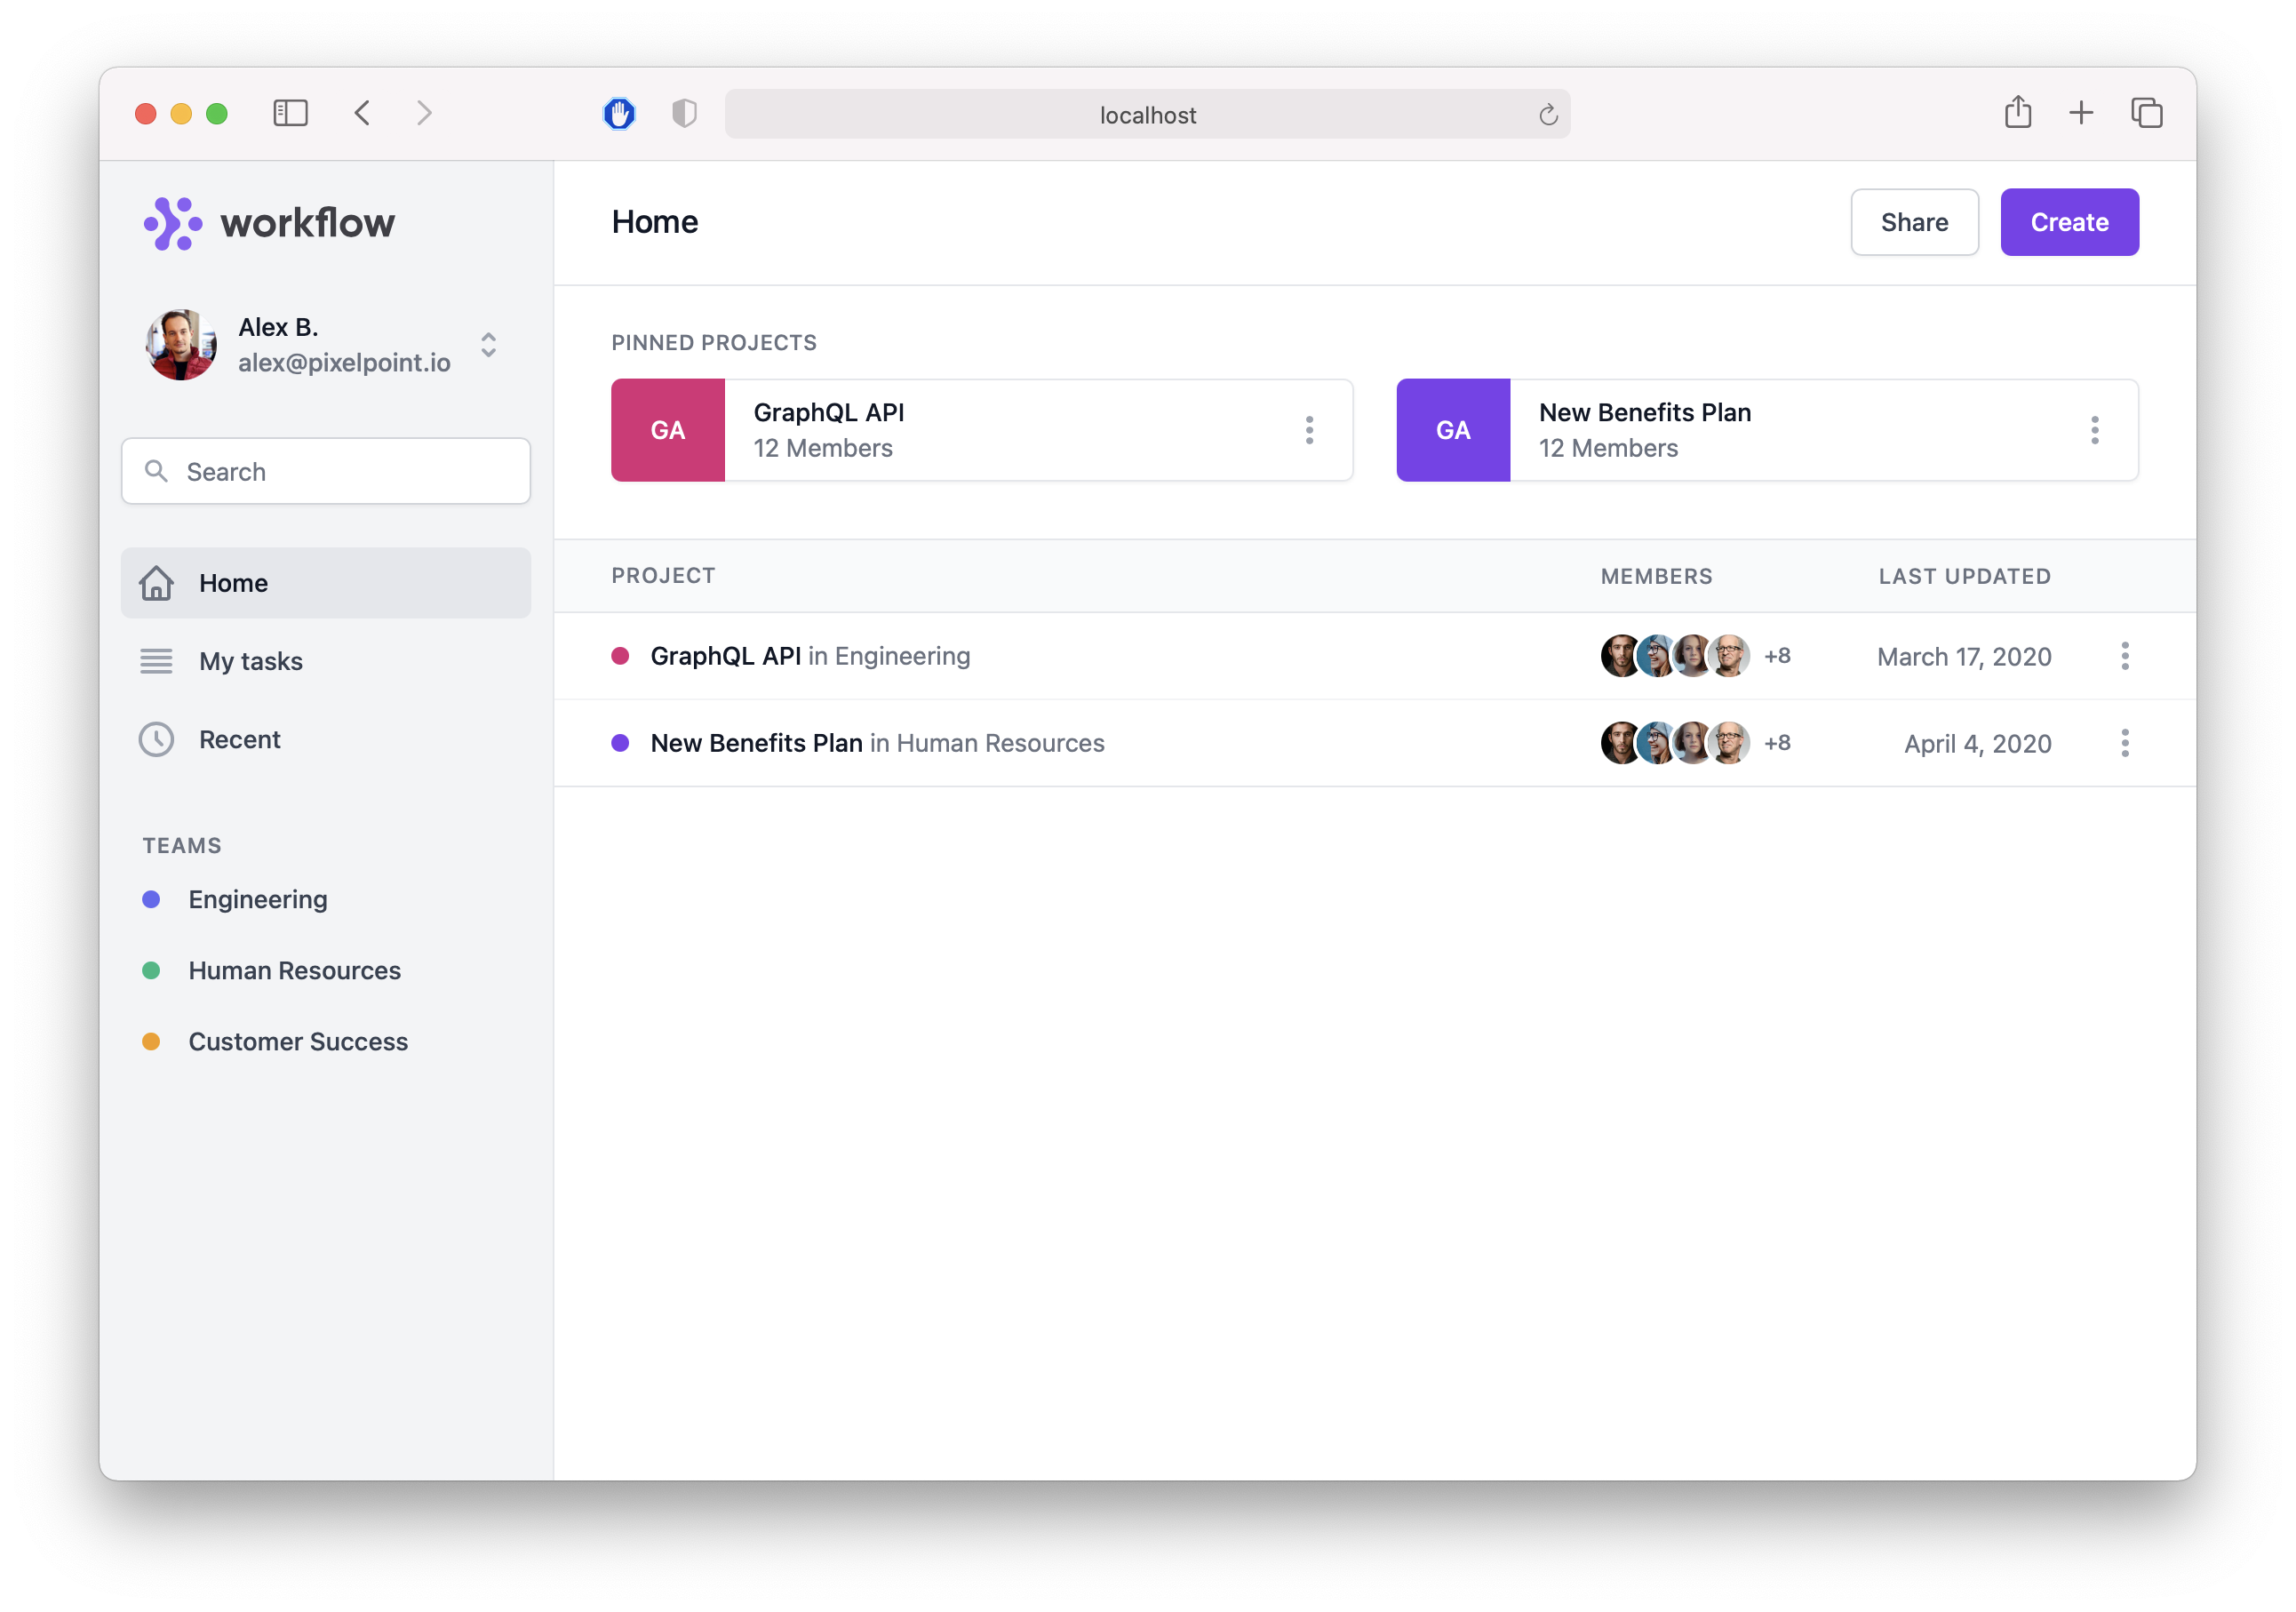 localhost
workflow
Alex B.
alex@pixelpoint.io
Search
Home
My tasks
Recent
TEAMS
Engineering
Human Resources
Customer Success
Home
Share
Create
PINNED PROJECTS
GA
GraphQL API
12 Members
GA
New Benefits Plan
12 Members
PROJECT MEMBERS LAST UPDATED
GraphQL API in Engineering +8 March 17, 2020
New Benefits Plan in Human Resources +8 April 4, 2020